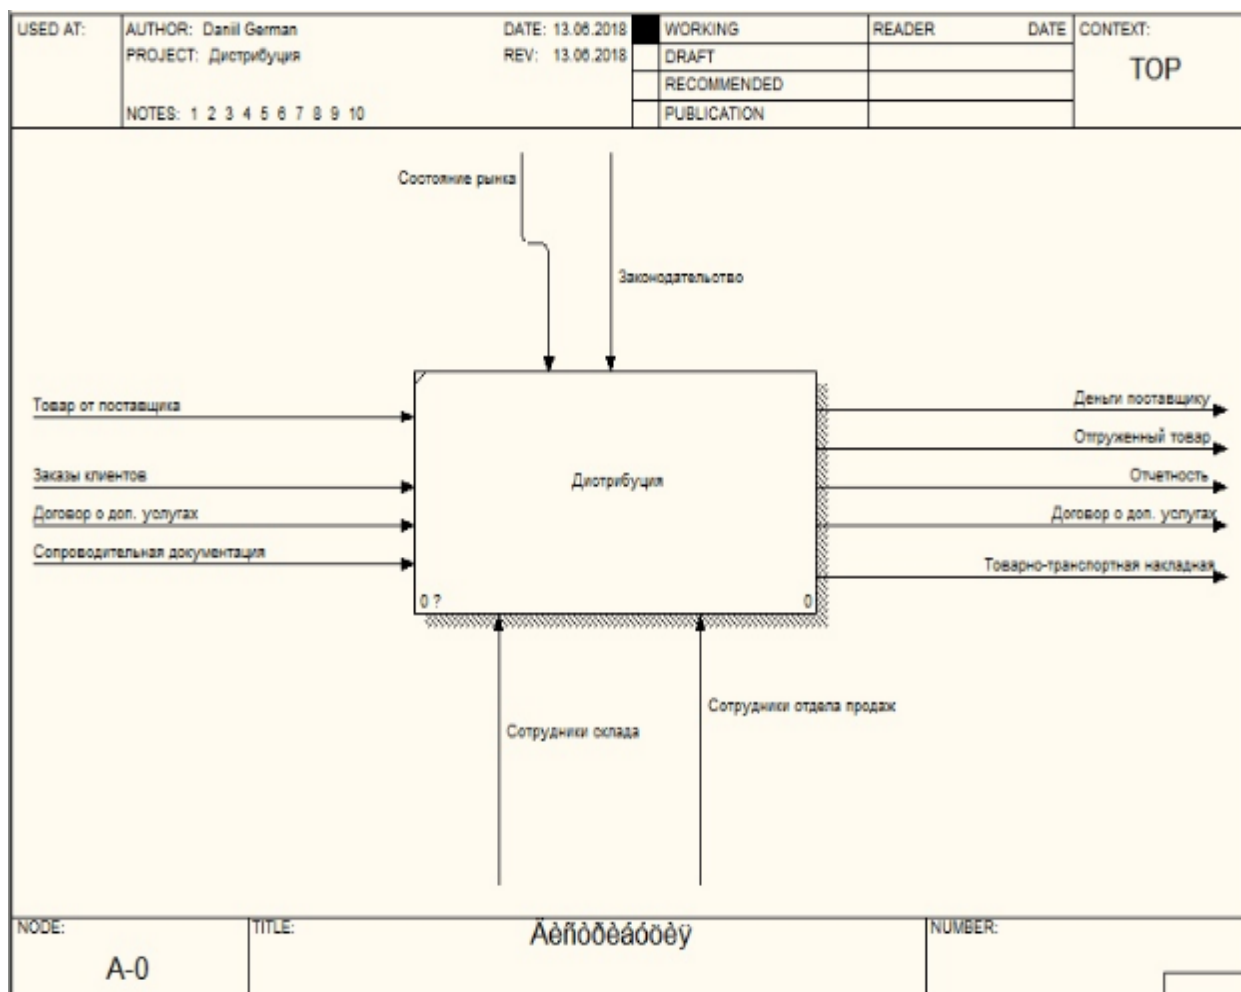 USED AT:
AUTHOR: Daniil German
DATE: 13.06.2018
WORKING
READER
DATE
CONTEXT:
PROJECT: Дистрибуция
REV: 13.06.2018
DRAFT
TOP
RECOMMENDED
NOTES: 1 2 3 4 5 6 7 8 9 10
PUBLICATION
Состояние рынка
Законодательство
Товар от поставщика
Деньги поставщику
Отгруженный товар
Заказы клиентов
Дистрибуция
Отчетность
Договор о доп. услугах
Договор о доп. услугах
Сопроводительная документация
Товарно-транспортная накладная
0 ?
0
Сотрудники отдела продаж
Сотрудники склада
NODE:
TITLE:
Äèñòðèáóöèÿ
NUMBER:
A-0